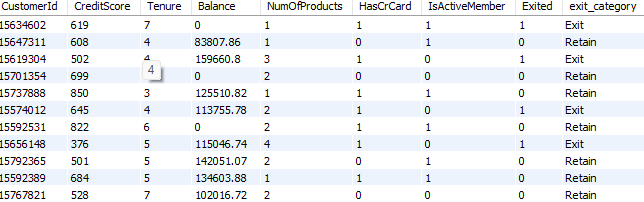 CustomerId CreditScore Tenure Balance NumOfProducts HasCrCard IsActiveMember Exited exit_category
15634602 619 7 0 1 1 1 1 Exit
15647311 608 4 83807.86 1 0 1 0 Retain
15619304 502 4 159660.8 3 1 0 1 Exit
15701354 699 4 0 2 0 0 0 Retain
15737888 850 3 125510.82 1 1 1 0 Retain
15574012 645 4 113755.78 2 1 0 1 Exit
15592531 822 6 0 2 1 1 0 Retain
15656148 376 5 115046.74 4 1 0 1 Exit
15792365 501 5 142051.07 2 0 1 0 Retain
15592389 684 5 134603.88 1 1 1 0 Retain
15767821 528 7 102016.72 2 0 0 0 Retain